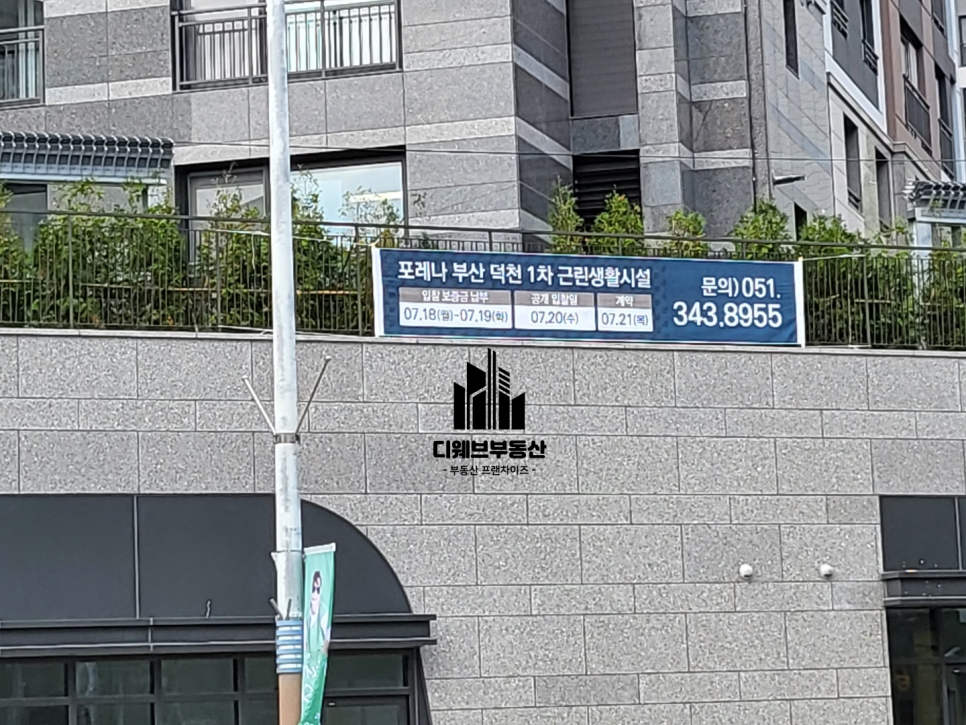 포레나 부산 덕천 1차 근린생활시설
입찰 보증금 납부 공개 입찰일 계약
07.18(월)-07.19(화) 07.20(수) 07.21(목)
문의) 051.
343.8955
디웨브부동산
- 부동산 프랜차이즈 -